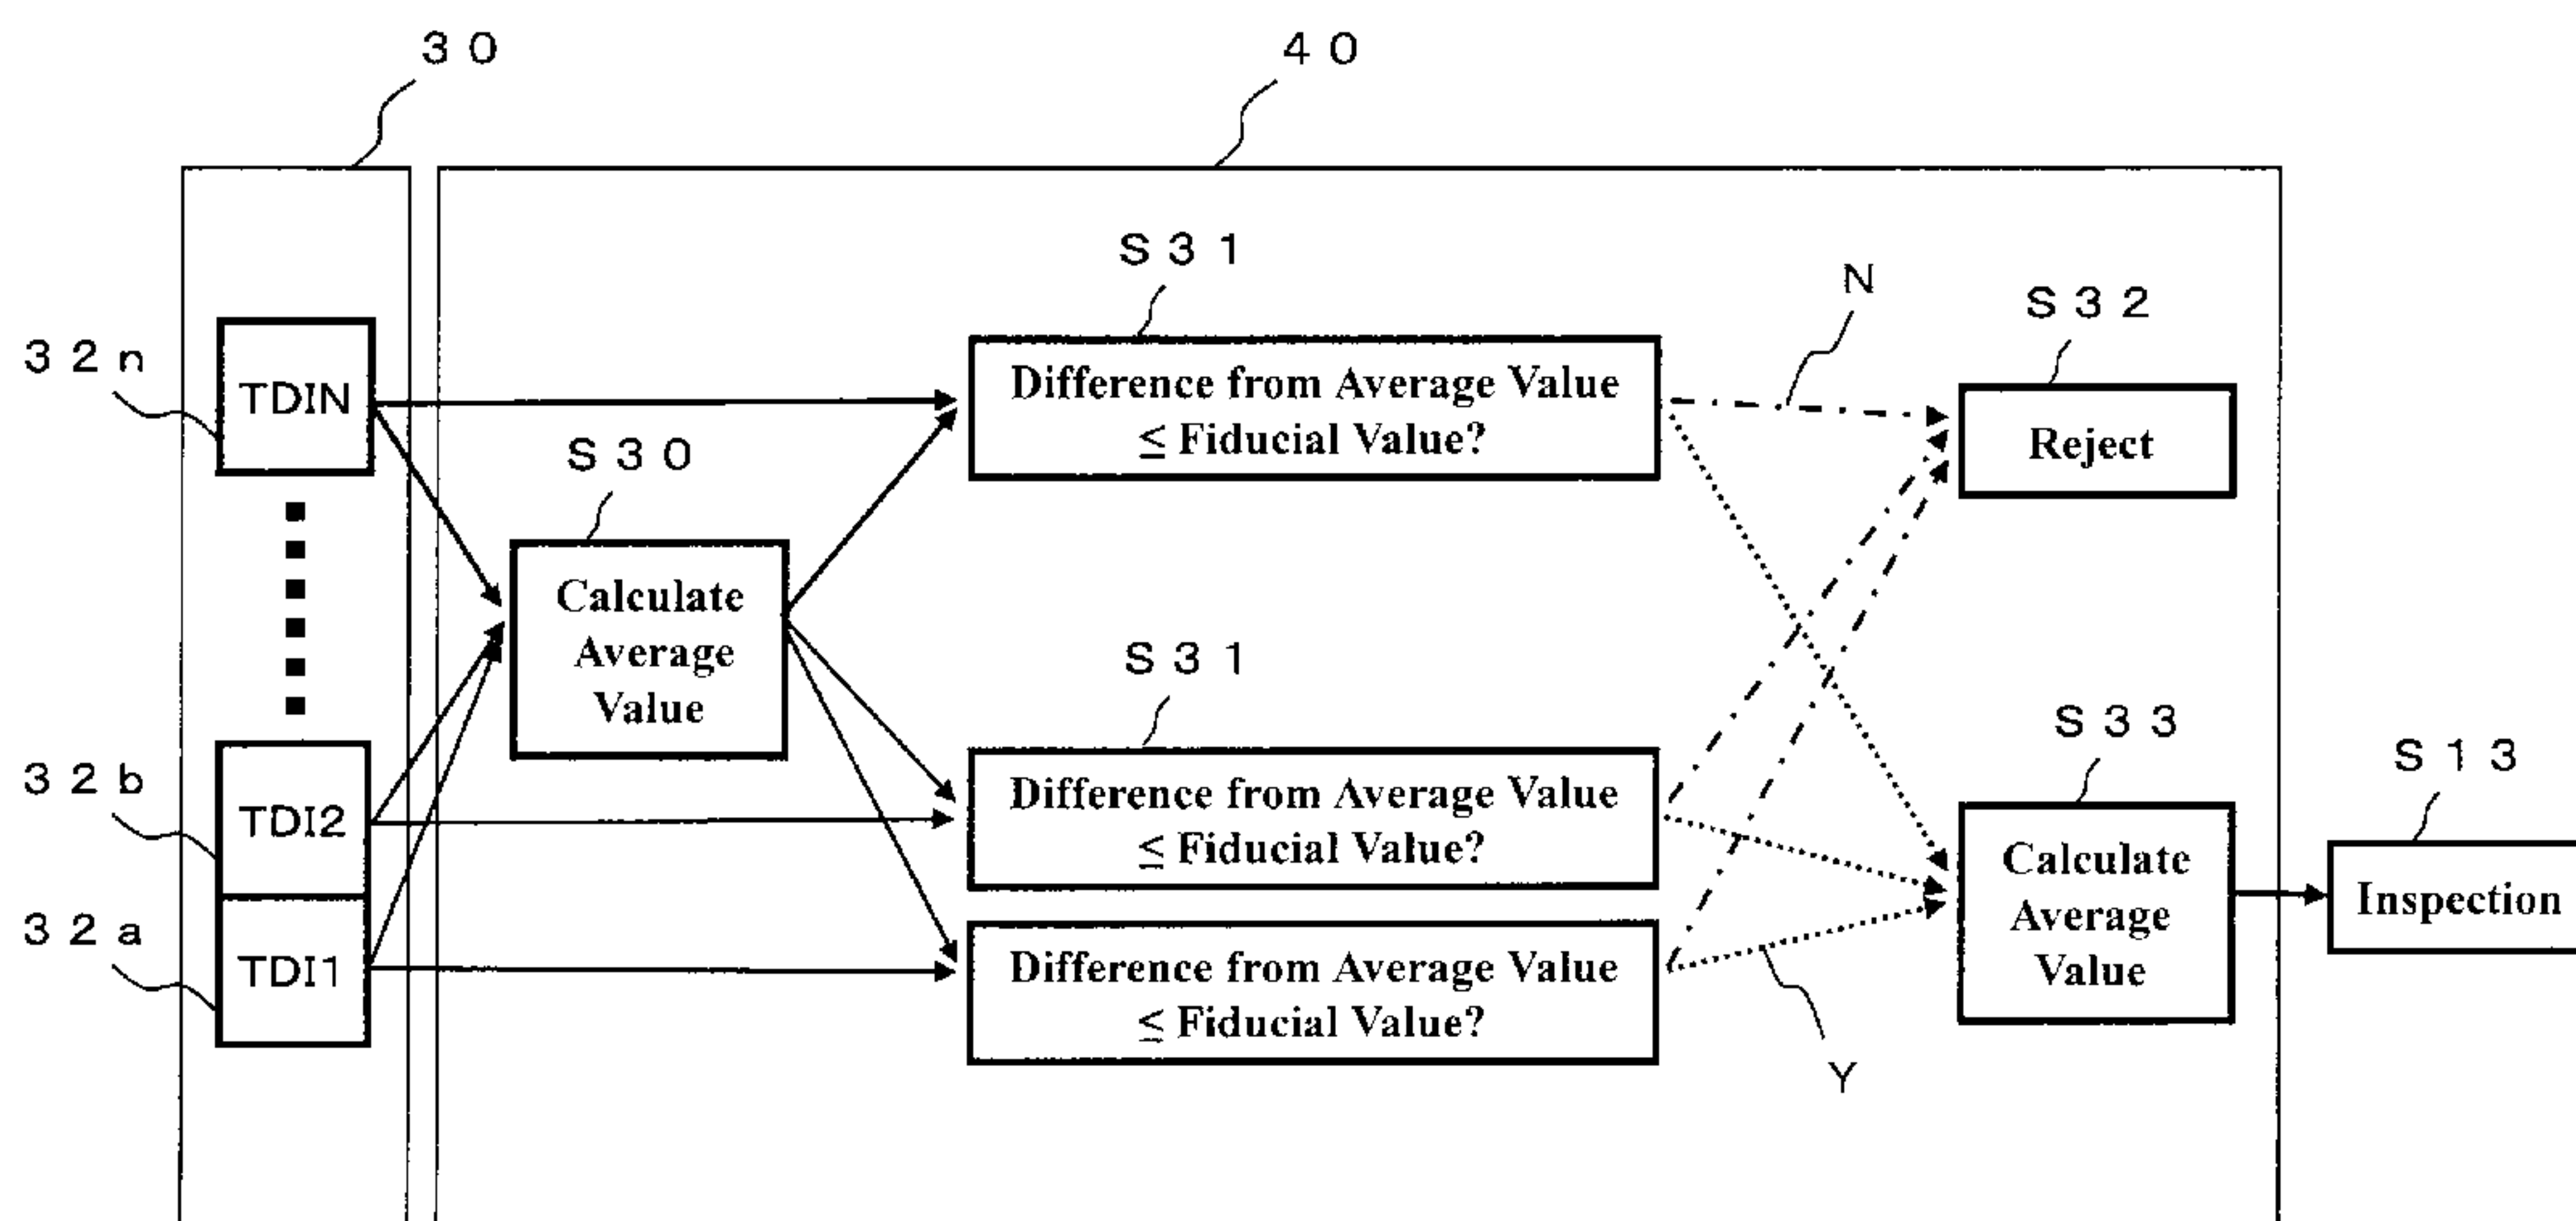 30
40
S31
N
S32
32n
TDIN
Difference from Average Value
≤ Fiducial Value?
Reject
S30
Calculate
Average
Value
S31
S33
S13
32b
TDI2
Difference from Average Value
≤ Fiducial Value?
Calculate
Average
Value
Inspection
32a
TDI1
Difference from Average Value
≤ Fiducial Value?
Y